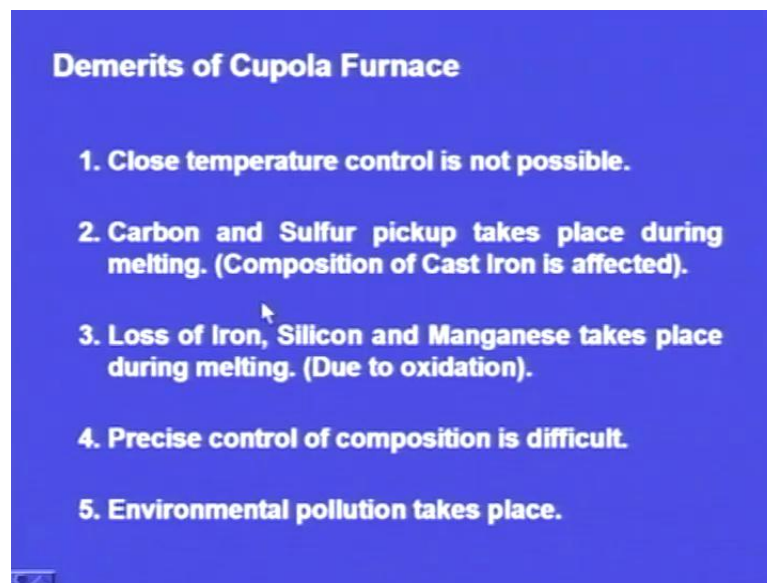 Demerits of Cupola Furnace
1. Close temperature control is not possible.
2. Carbon and Sulfur pickup takes place during
melting. (Composition of Cast Iron is affected).
3. Loss of Iron, Silicon and Manganese takes place
during melting. (Due to oxidation).
4. Precise control of composition is difficult.
5. Environmental pollution takes place.